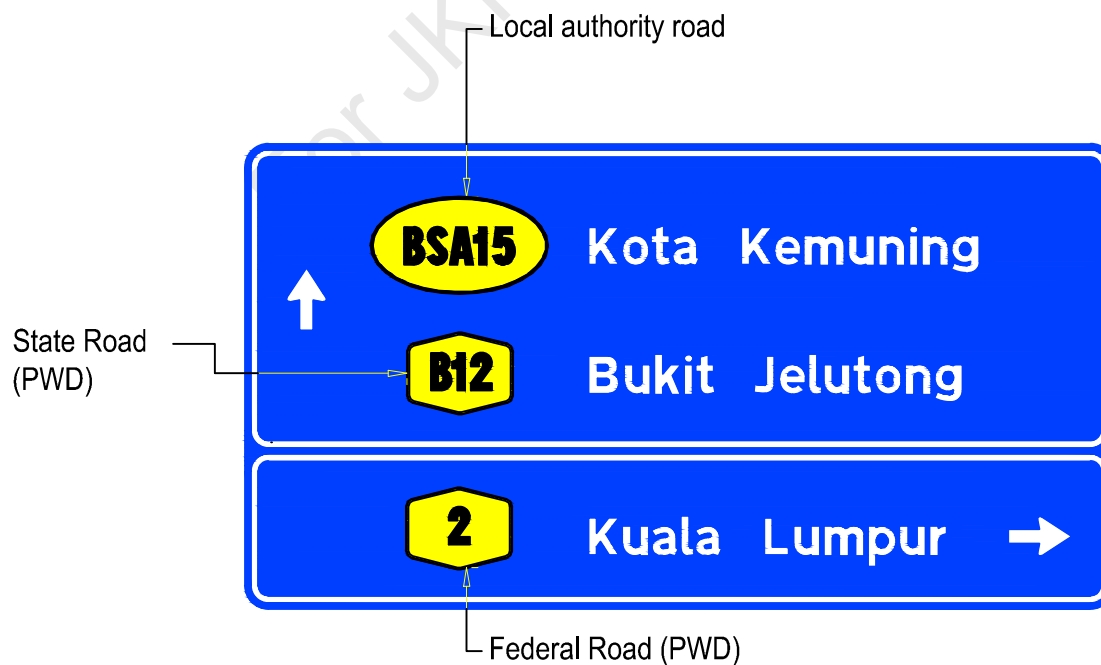 Local authority road
BSA15 Kota Kemuning
State Road
(PWD)
B12 Bukit Jelutong
2 Kuala Lumpur
Federal Road (PWD)